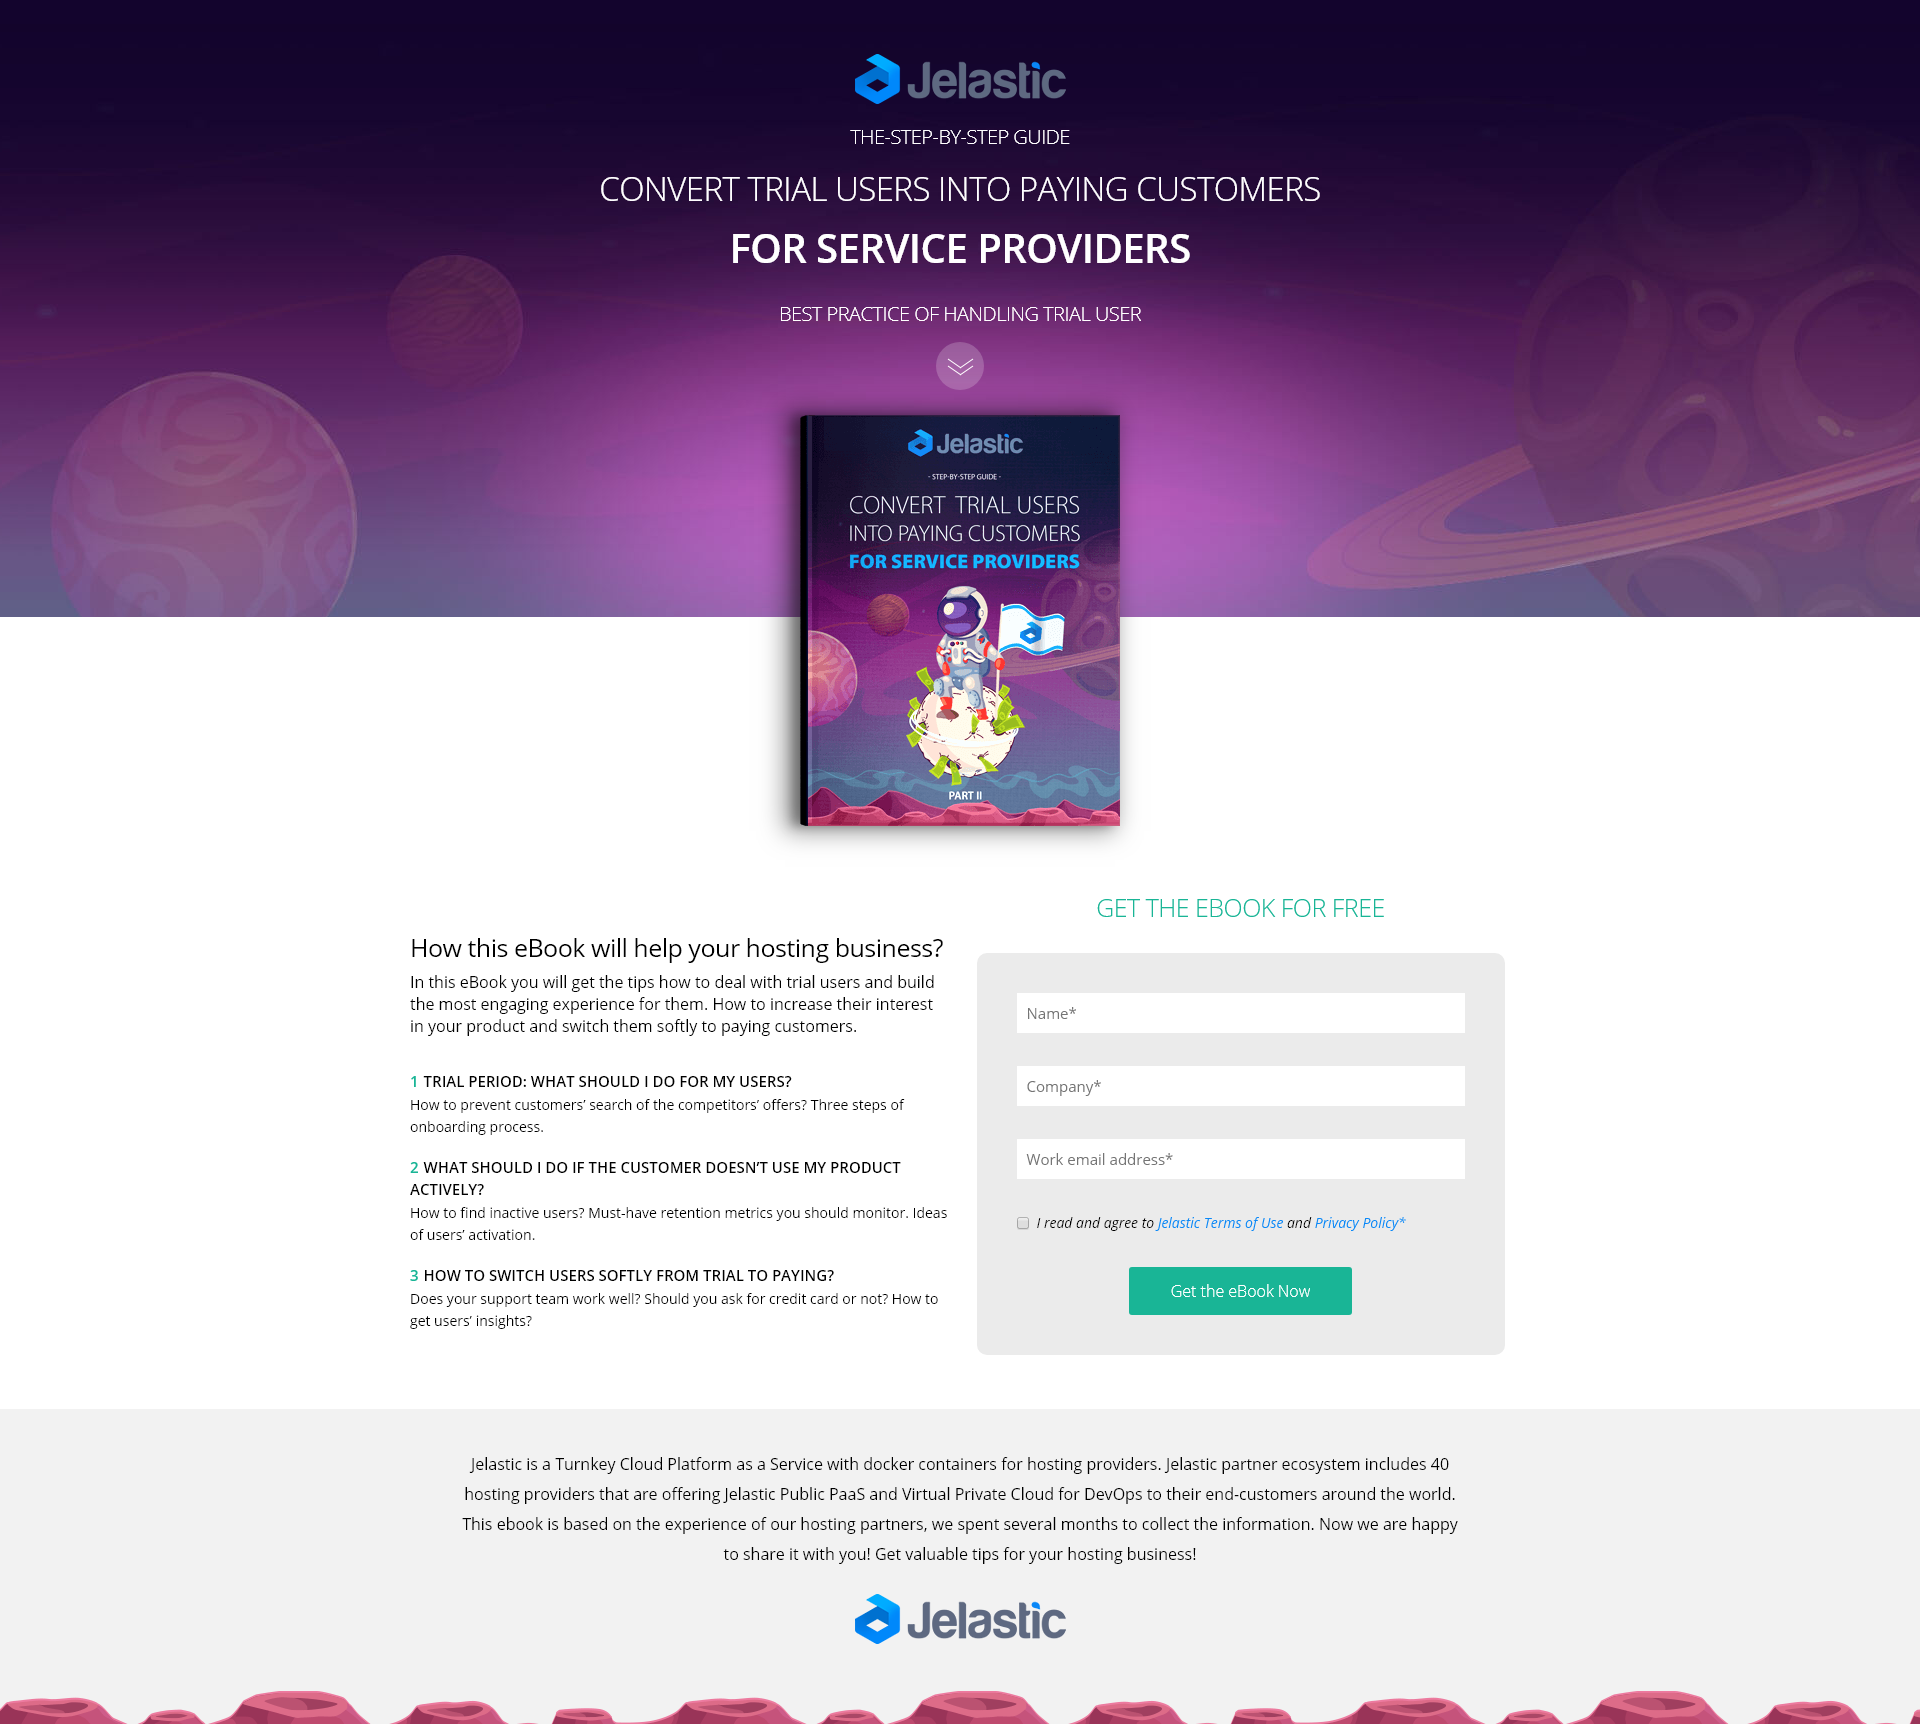 Jelastic
THE-STEP-BY-STEP GUIDE
CONVERT TRIAL USERS INTO PAYING CUSTOMERS
FOR SERVICE PROVIDERS
BEST PRACTICE OF HANDLING TRIAL USER
Jelastic
- STEP-BY-STEP GUIDE -
CONVERT TRIAL USERS
INTO PAYING CUSTOMERS
FOR SERVICE PROVIDERS
PART II
How this eBook will help your hosting business?
In this eBook you will get the tips how to deal with trial users and build
the most engaging experience for them. How to increase their interest
in your product and switch them softly to paying customers.
1 TRIAL PERIOD: WHAT SHOULD I DO FOR MY USERS?
How to prevent customers’ search of the competitors’ offers? Three steps of
onboarding process.
2 WHAT SHOULD I DO IF THE CUSTOMER DOESN’T USE MY PRODUCT
ACTIVELY?
How to find inactive users? Must-have retention metrics you should monitor. Ideas
of users’ activation.
3 HOW TO SWITCH USERS SOFTLY FROM TRIAL TO PAYING?
Does your support team work well? Should you ask for credit card or not? How to
get users’ insights?
GET THE EBOOK FOR FREE
Name*
Company*
Work email address*
I read and agree to Jelastic Terms of Use and Privacy Policy*
Get the eBook Now
Jelastic is a Turnkey Cloud Platform as a Service with docker containers for hosting providers. Jelastic partner ecosystem includes 40
hosting providers that are offering Jelastic Public PaaS and Virtual Private Cloud for DevOps to their end-customers around the world.
This ebook is based on the experience of our hosting partners, we spent several months to collect the information. Now we are happy
to share it with you! Get valuable tips for your hosting business!
Jelastic